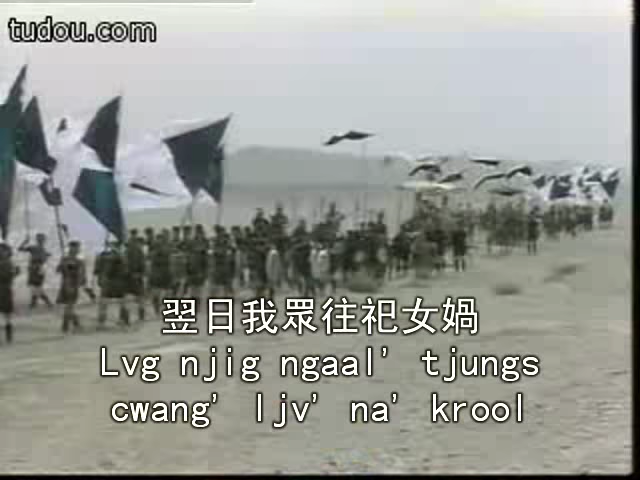 tudou.com
翌日我眾往祀女媧
Lvg njig ngaal' tjungs
cwang' ljv' na' krool